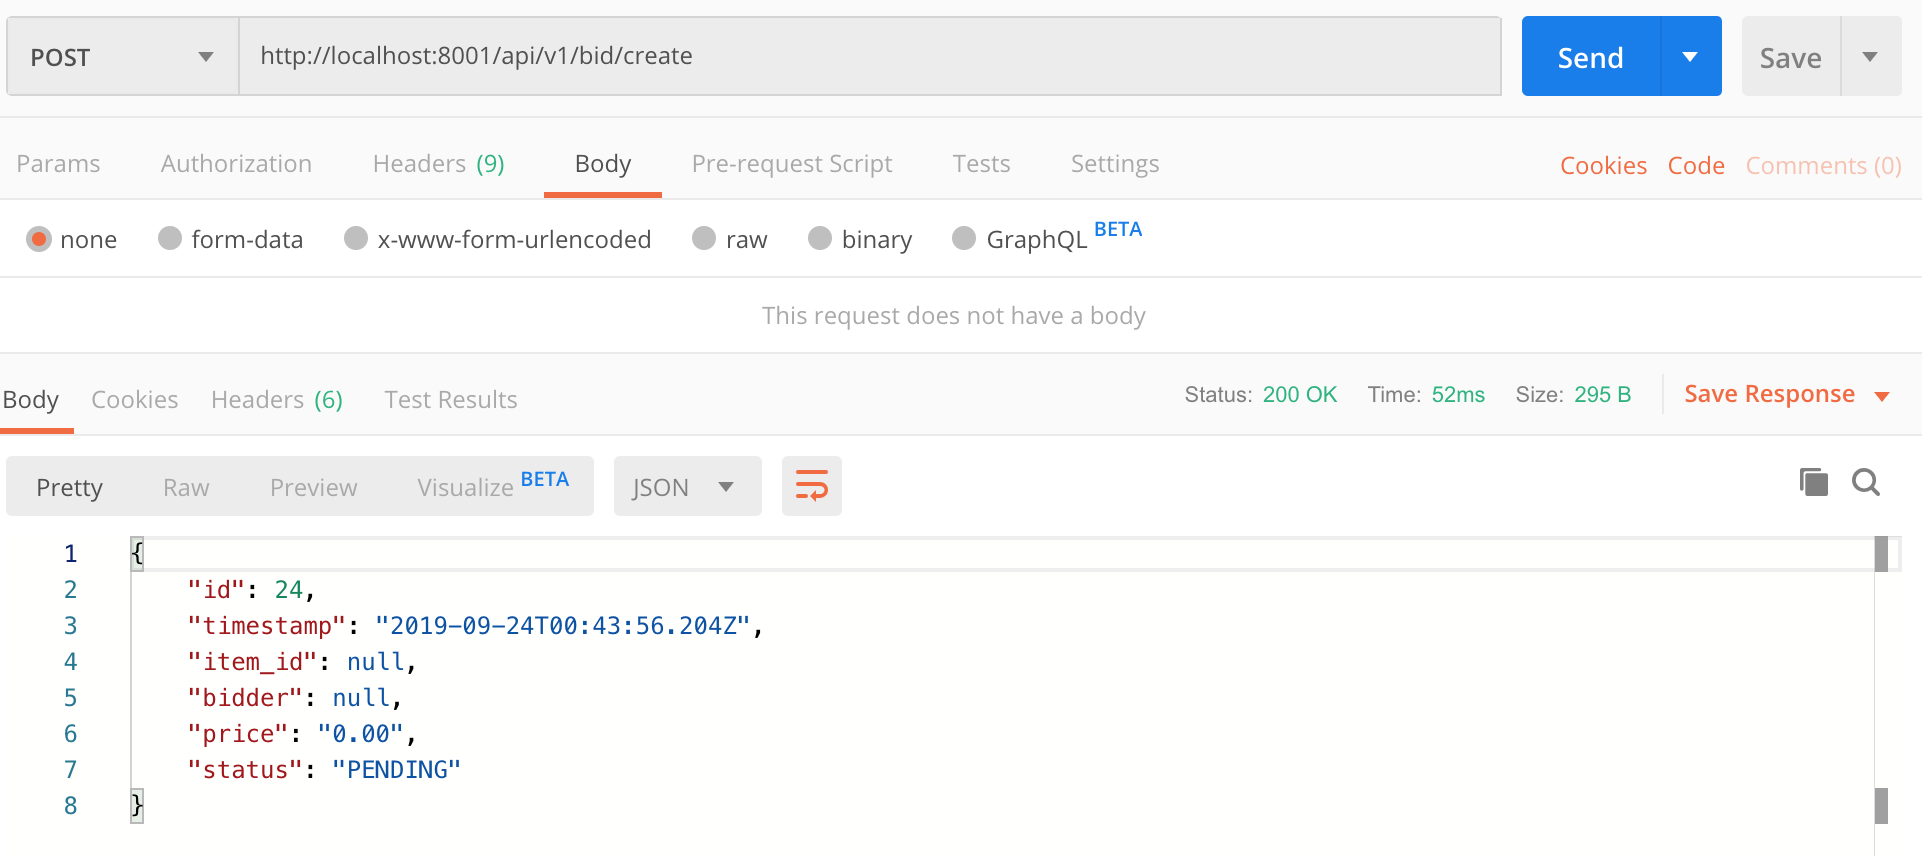 POST http://localhost:8001/api/v1/bid/create Send Save
Params Authorization Headers (9) Body Pre-request Script Tests Settings Cookies Code Comments (0)
none form-data x-www-form-urlencoded raw binary GraphQL BETA
This request does not have a body
Body Cookies Headers (6) Test Results Status: 200 OK Time: 52ms Size: 295 B Save Response
Pretty Raw Preview Visualize BETA JSON
1 {
2 "id": 24,
3 "timestamp": "2019-09-24T00:43:56.204Z",
4 "item_id": null,
5 "bidder": null,
6 "price": "0.00",
7 "status": "PENDING"
8 }